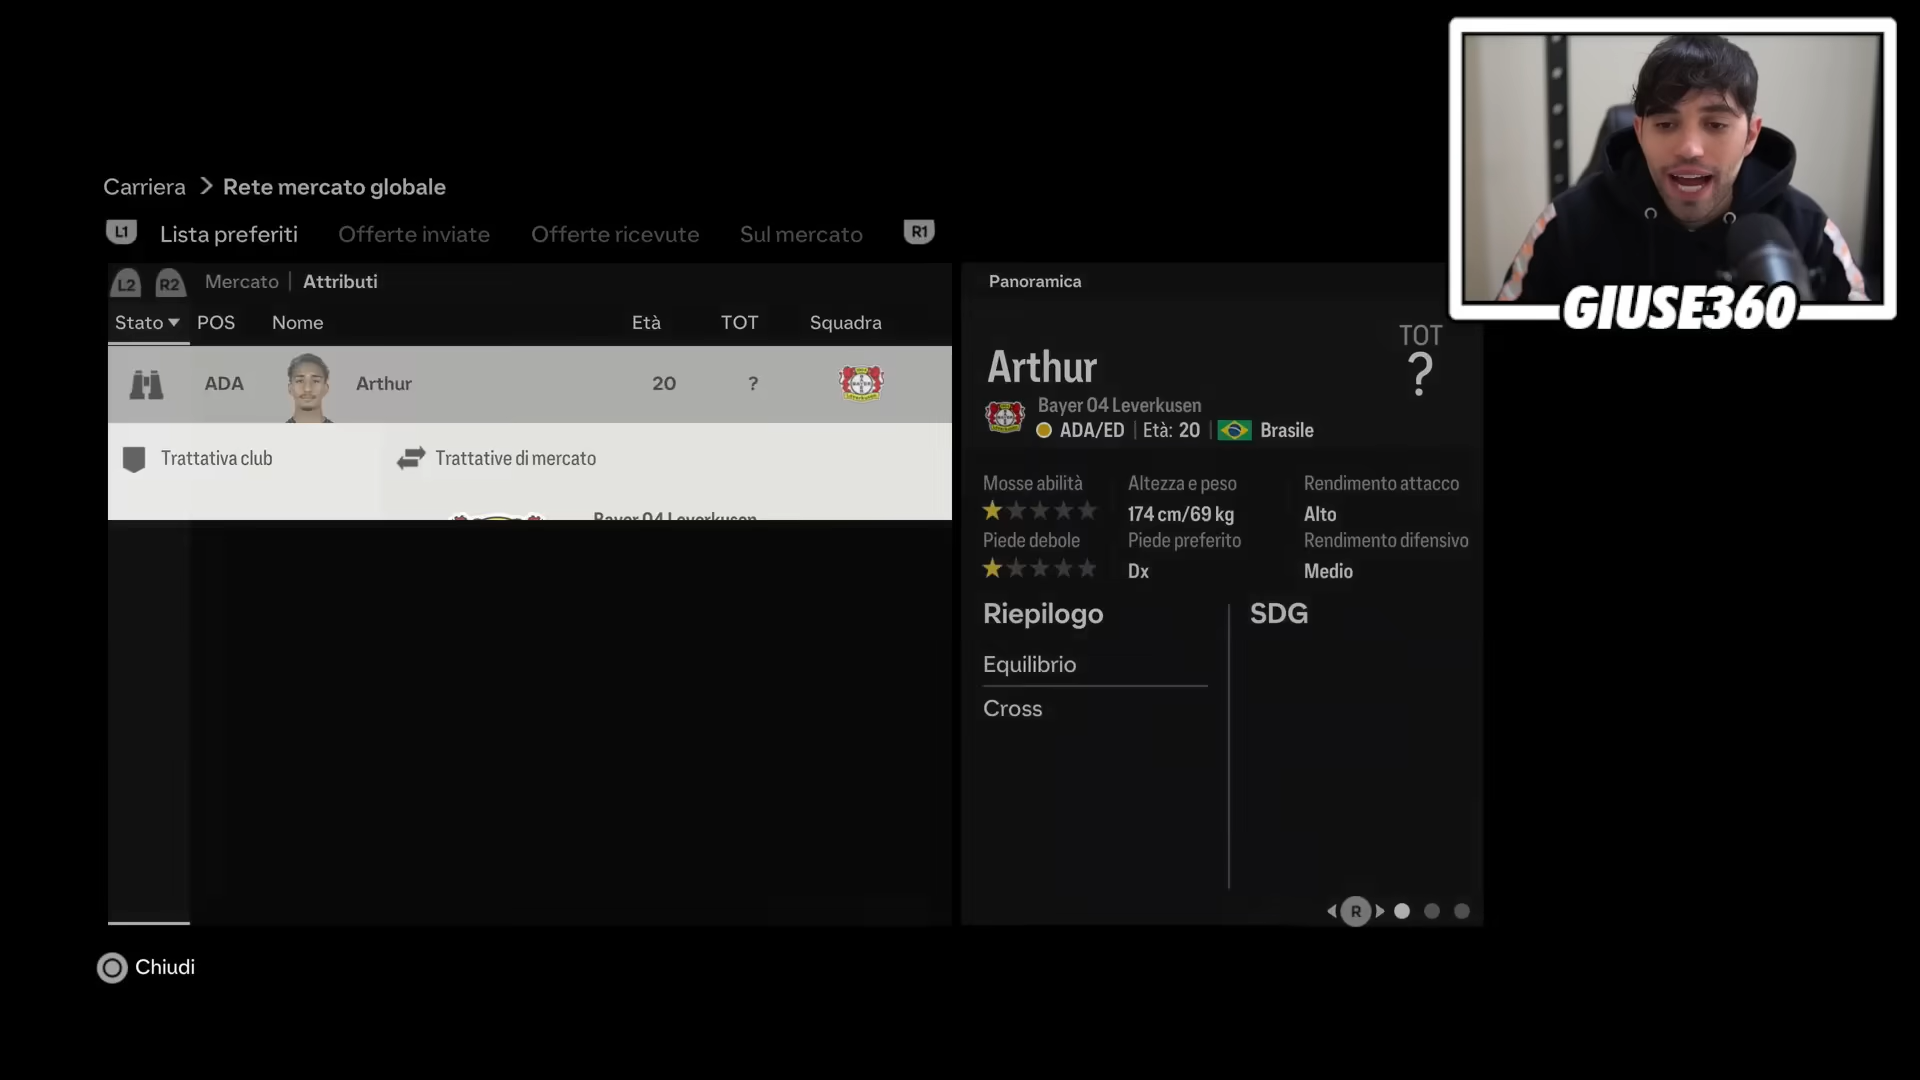 Carriera > Rete mercato globale
L1 Lista preferiti Offerte inviate Offerte ricevute Sul mercato R1
L2 R2 Mercato | Attributi
Stato POS Nome Età TOT Squadra
ADA Arthur 20 ?
Trattativa club Trattative di mercato
Bayer 04 Leverkusen
Chiudi
Panoramica
TOT
?
Arthur
Bayer 04 Leverkusen
ADA/ED | Età: 20 | Brasile
Mosse abilità Altezza e peso Rendimento attacco
174 cm/69 kg Alto
Piede debole Piede preferito Rendimento difensivo
Dx Medio
Riepilogo SDG
Equilibrio
Cross
R
GIUSE360